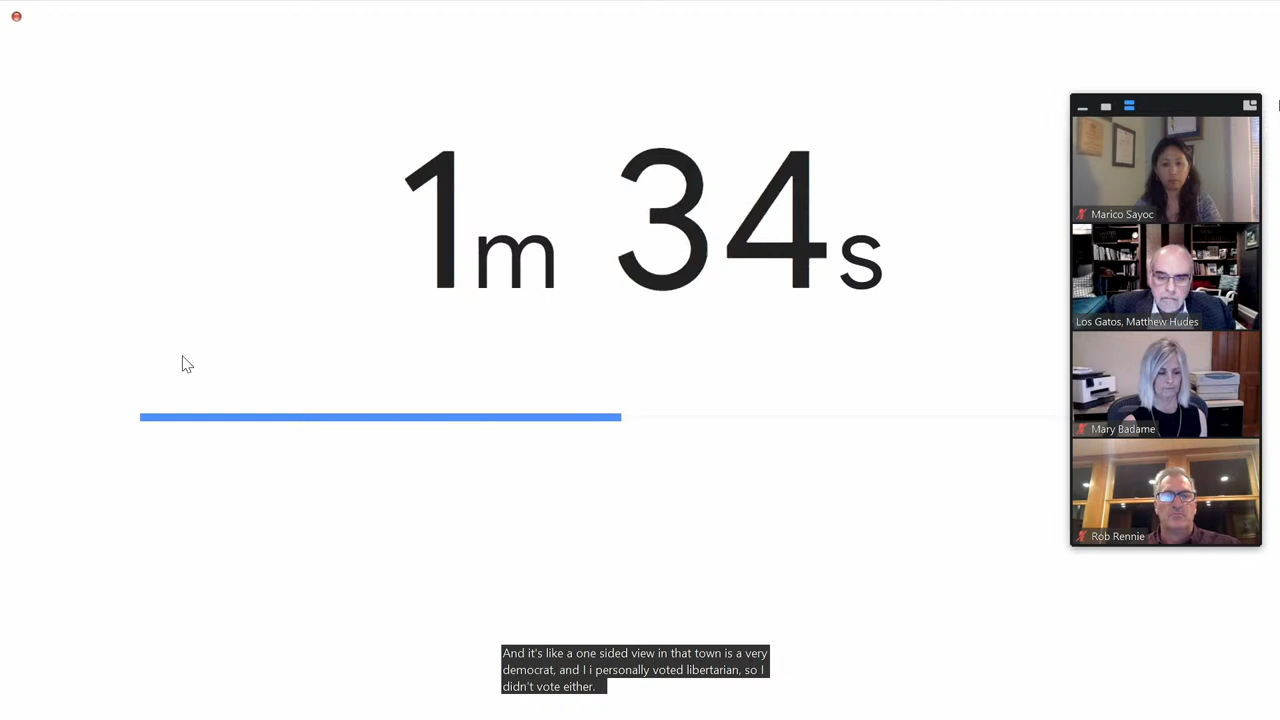 1m 34s
Marico Sayoc
Los Gatos, Matthew Hudes
Mary Badame
Rob Rennie
And it's like a one sided view in that town is a very
democrat, and I i personally voted libertarian, so I
didn't vote either.